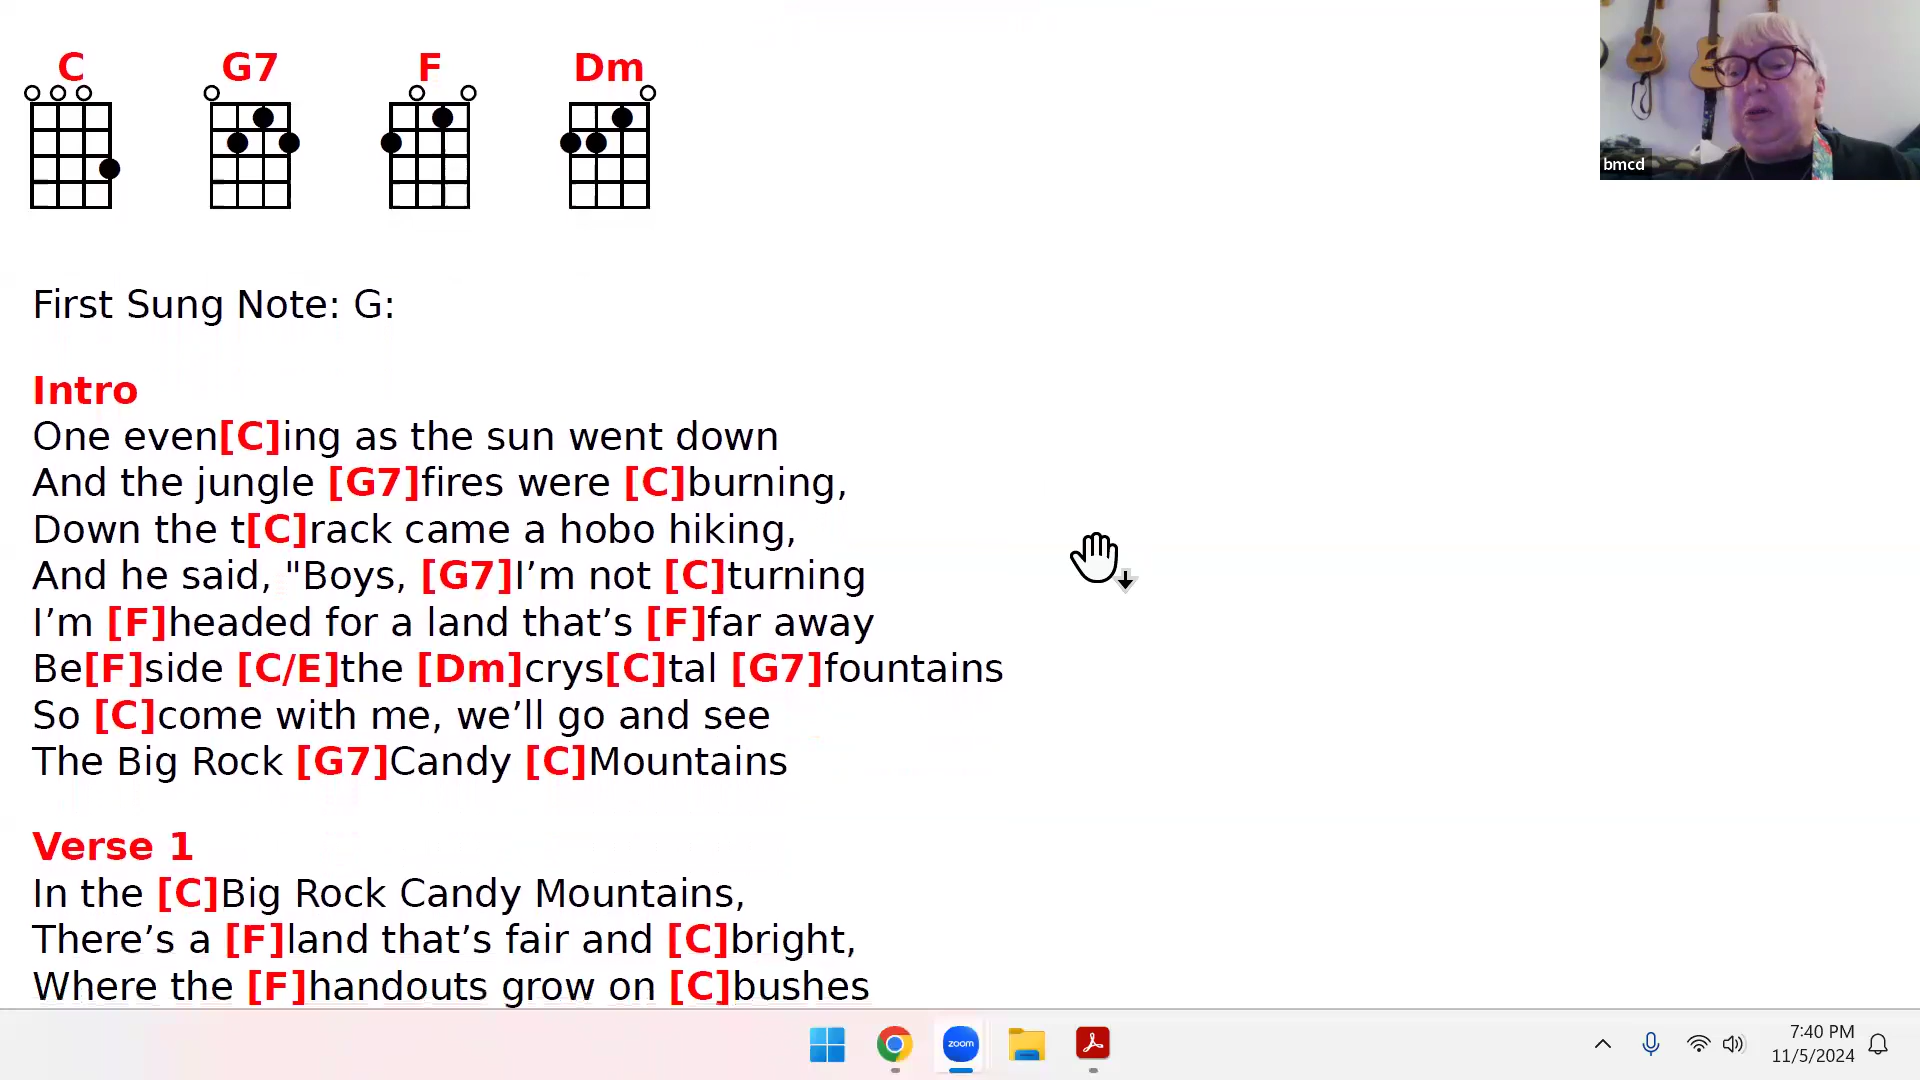 C G7 F Dm
bmcd
First Sung Note: G:
Intro
One even[C]ing as the sun went down
And the jungle [G7]fires were [C]burning,
Down the t[C]rack came a hobo hiking,
And he said, "Boys, [G7]I’m not [C]turning
I’m [F]headed for a land that’s [F]far away
Be[F]side [C/E]the [Dm]crys[C]tal [G7]fountains
So [C]come with me, we’ll go and see
The Big Rock [G7]Candy [C]Mountains
Verse 1
In the [C]Big Rock Candy Mountains,
There’s a [F]land that’s fair and [C]bright,
Where the [F]handouts grow on [C]bushes
zoom
7:40 PM
11/5/2024